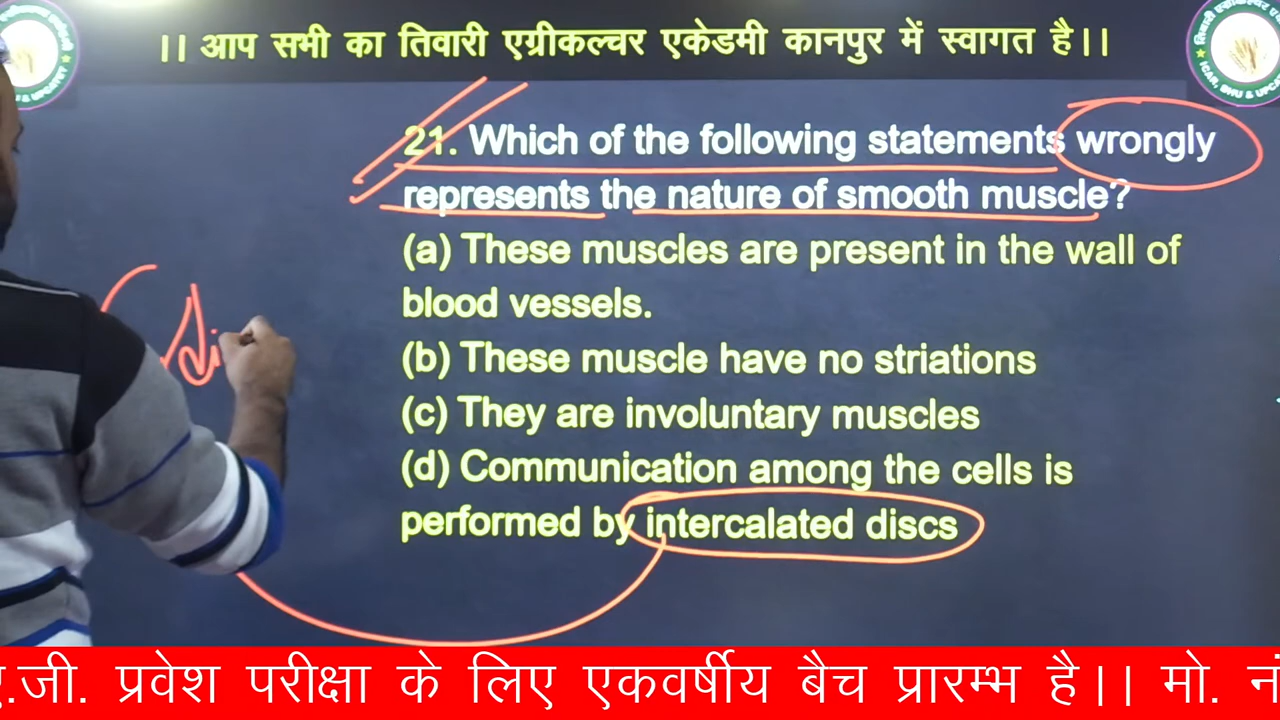 ।। आप सभी का तिवारी एग्रीकल्चर एकेडमी कानपुर में स्वागत है।।
21. Which of the following statements wrongly
represents the nature of smooth muscle?
(a) These muscles are present in the wall of
blood vessels.
(b) These muscle have no striations
(c) They are involuntary muscles
(d) Communication among the cells is
performed by intercalated discs
.जी. प्रवेश परीक्षा के लिए एकवर्षीय बैच प्रारम्भ है।। मो. नं